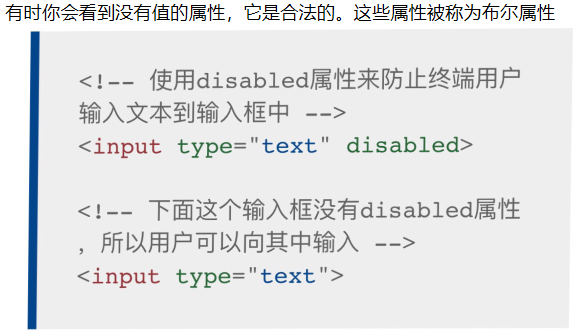 有时你会看到没有值的属性，它是合法的。这些属性被称为布尔属性
<!-- 使用disabled属性来防止终端用户
输入文本到输入框中 -->
<input type="text" disabled>
<!-- 下面这个输入框没有disabled属性
，所以用户可以向其中输入 -->
<input type="text">